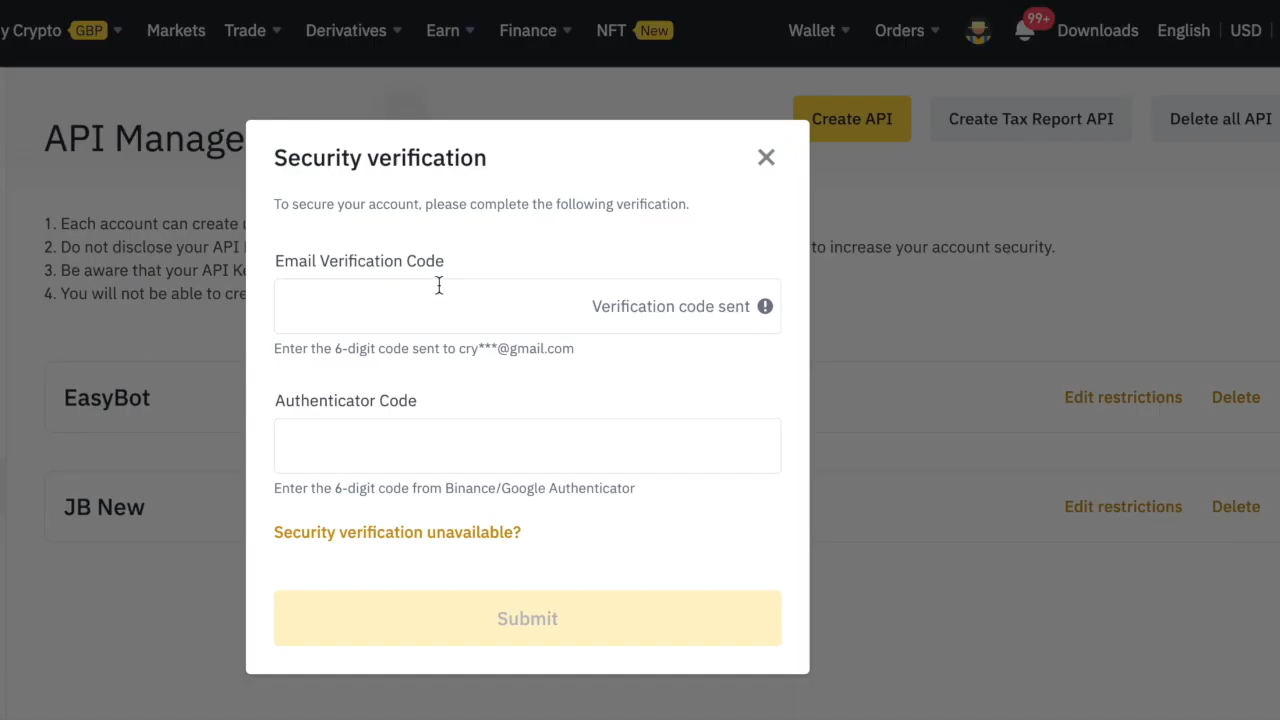 y Crypto GBP Markets Trade Derivatives Earn Finance NFT New Wallet Orders 99+ Downloads English USD
API Manage
Create API Create Tax Report API Delete all API
1. Each account can create
2. Do not disclose your API to increase your account security.
3. Be aware that your API Ke
4. You will not be able to cre
Security verification
To secure your account, please complete the following verification.
Email Verification Code
Verification code sent
Enter the 6-digit code sent to cry***@gmail.com
Authenticator Code
Enter the 6-digit code from Binance/Google Authenticator
Security verification unavailable?
Submit
EasyBot Edit restrictions Delete
JB New Edit restrictions Delete